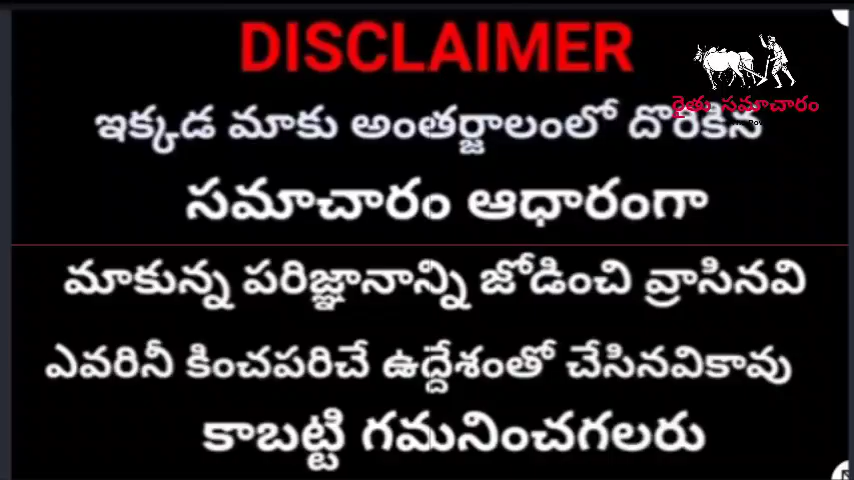 DISCLAIMER
రైతు సమాచారం
ఇక్కడ మాకు అంతర్జాలంలో దొరికిన
సమాచారం ఆధారంగా
మాకున్న పరిజ్ఞానాన్ని జోడించి వ్రాసినవి
ఎవరినీ కించపరిచే ఉద్దేశంతో చేసినవికావు
కాబట్టి గమనించగలరు